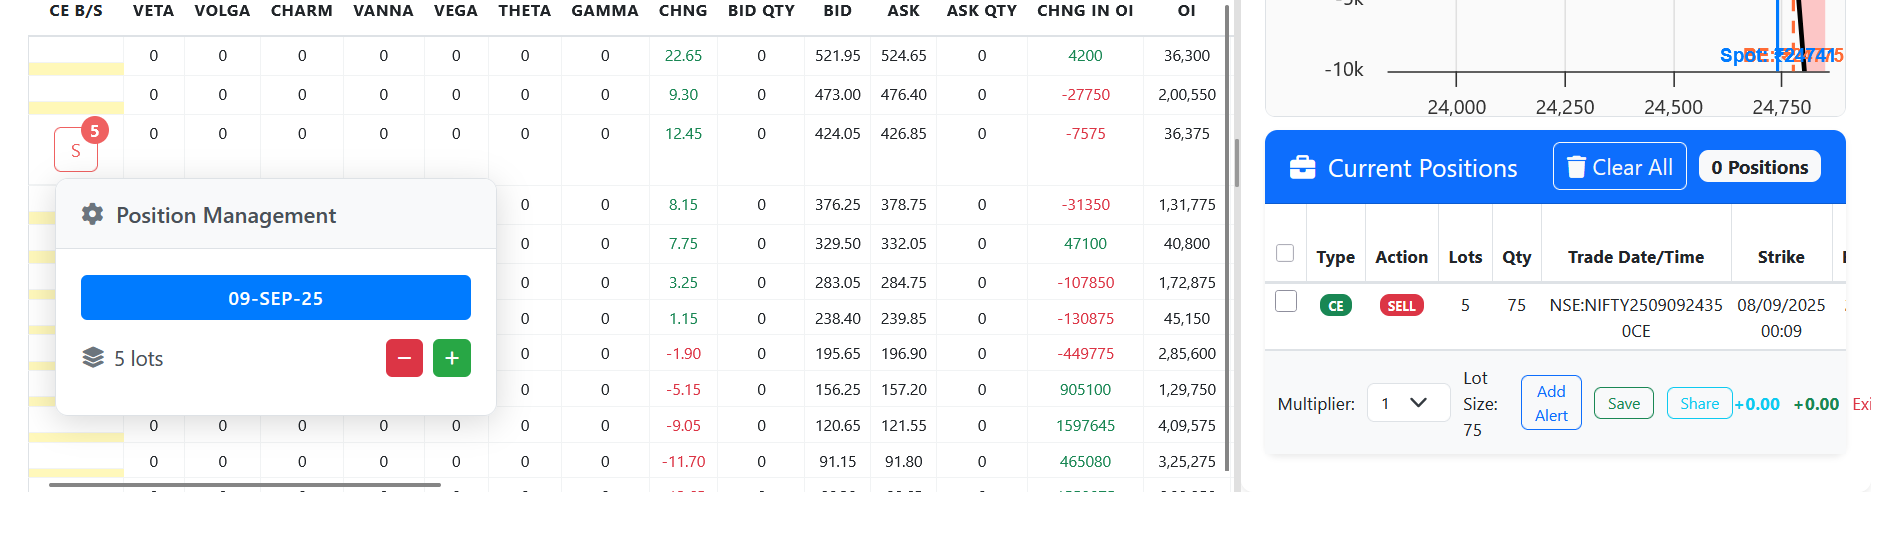 CE B/S VETA VOLGA CHARM VANNA VEGA THETA GAMMA CHNG BID QTY BID ASK ASK QTY CHNG IN OI OI
0 0 0 0 0 0 0 22.65 0 521.95 524.65 0 4200 36,300
0 0 0 0 0 0 0 9.30 0 473.00 476.40 0 -27750 2,00,550
S 5 0 0 0 0 0 0 0 12.45 0 424.05 426.85 0 -7575 36,375
0 0 8.15 0 376.25 378.75 0 -31350 1,31,775
0 0 7.75 0 329.50 332.05 0 47100 40,800
0 0 3.25 0 283.05 284.75 0 -107850 1,72,875
0 0 1.15 0 238.40 239.85 0 -130875 45,150
0 0 -1.90 0 195.65 196.90 0 -449775 2,85,600
0 0 -5.15 0 156.25 157.20 0 905100 1,29,750
0 0 0 0 0 0 0 -9.05 0 120.65 121.55 0 1597645 4,09,575
0 0 0 0 0 0 0 -11.70 0 91.15 91.80 0 465080 3,25,275
Position Management
09-SEP-25
5 lots
− +
Spot: ₹24741
-10k
24,000 24,250 24,500 24,750
Current Positions Clear All 0 Positions
Type Action Lots Qty Trade Date/Time Strike
CE SELL 5 75 NSE:NIFTY2509092435 08/09/2025
0CE 00:09
Multiplier: 1
Lot
Size:
75
Add
Alert
Save Share +0.00 +0.00 Exi